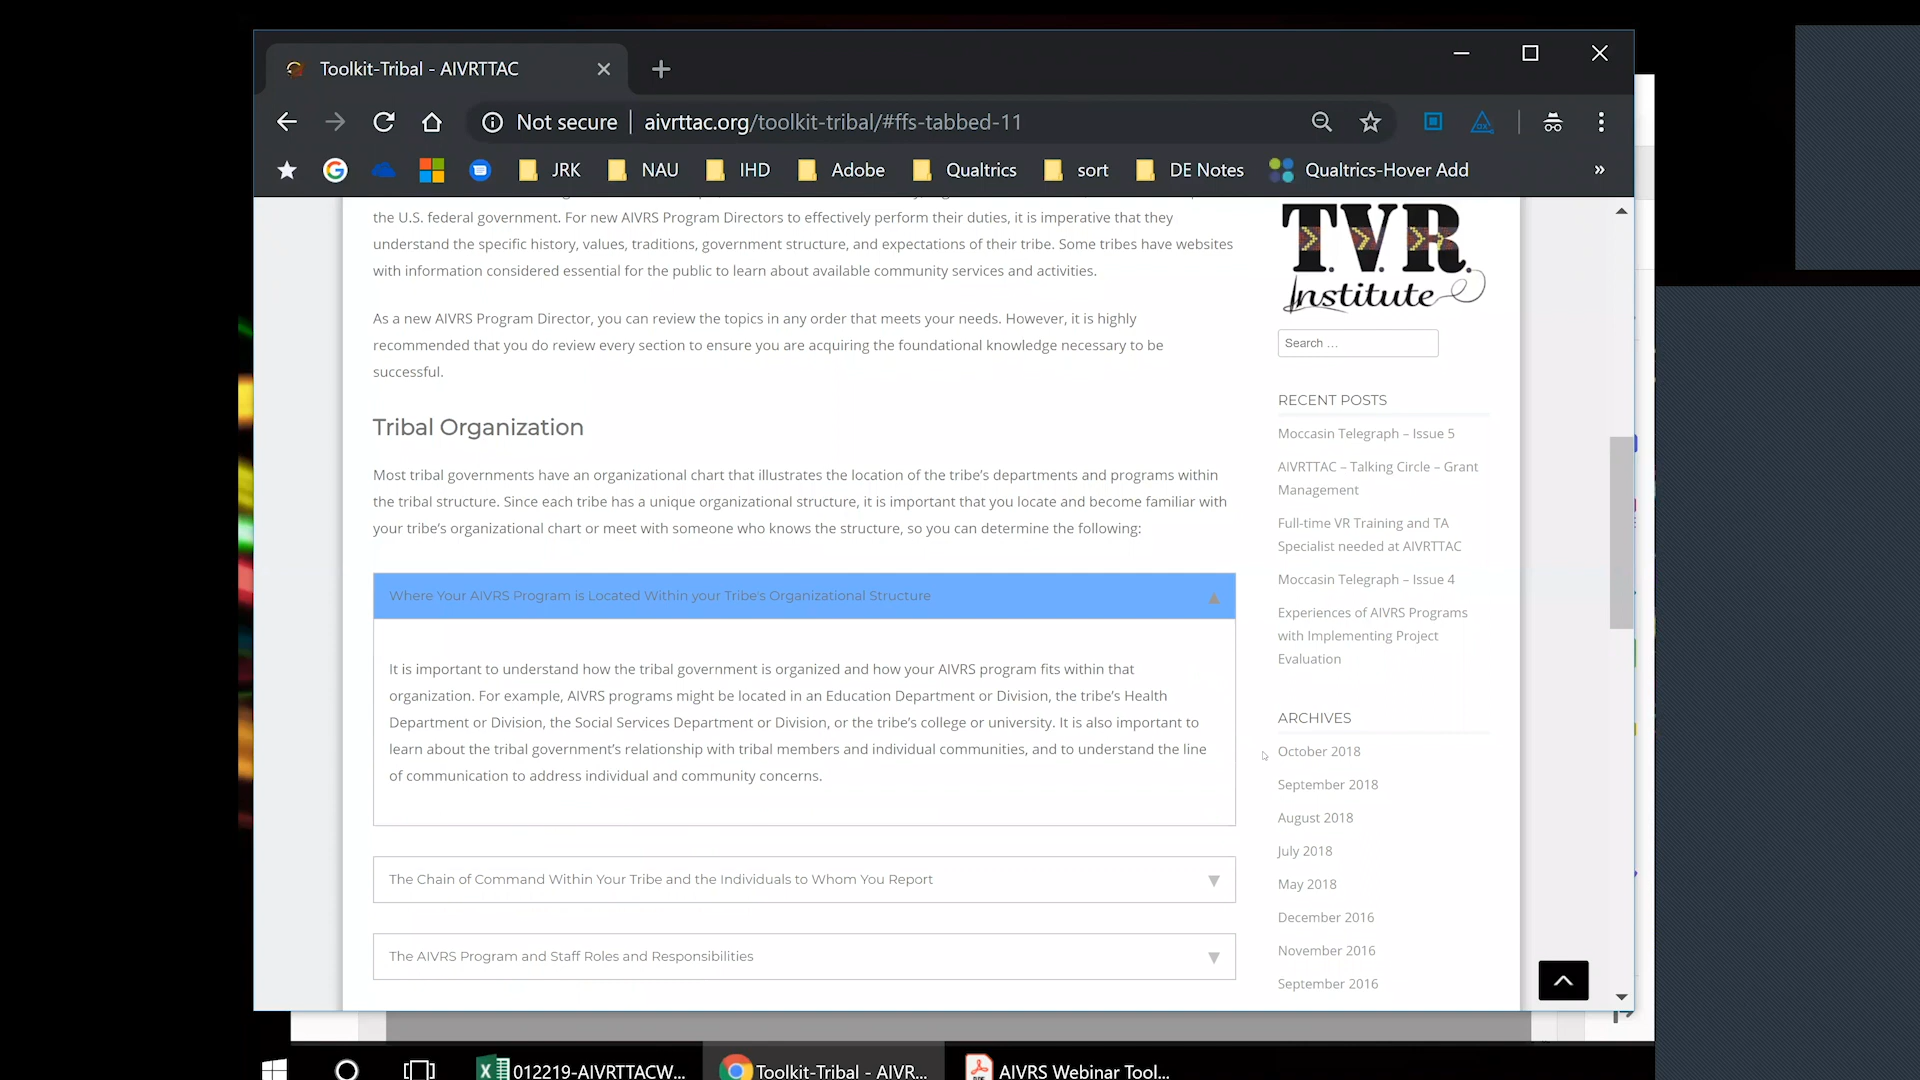 Toolkit-Tribal - AIVRTTAC
Not secure
aivrttac.org/toolkit-tribal/#ffs-tabbed-11
JRK
NAU
IHD
Adobe
Qualtrics
sort
DE Notes
Qualtrics-Hover Add
»
the U.S. federal government. For new AIVRS Program Directors to effectively perform their duties, it is imperative that they
understand the specific history, values, traditions, government structure, and expectations of their tribe. Some tribes have websites
with information considered essential for the public to learn about available community services and activities.
As a new AIVRS Program Director, you can review the topics in any order that meets your needs. However, it is highly
recommended that you do review every section to ensure you are acquiring the foundational knowledge necessary to be
successful.
Tribal Organization
Most tribal governments have an organizational chart that illustrates the location of the tribe's departments and programs within
the tribal structure. Since each tribe has a unique organizational structure, it is important that you locate and become familiar with
your tribe's organizational chart or meet with someone who knows the structure, so you can determine the following:
Where Your AIVRS Program is Located Within your Tribe's Organizational Structure
It is important to understand how the tribal government is organized and how your AIVRS program fits within that
organization. For example, AIVRS programs might be located in an Education Department or Division, the tribe's Health
Department or Division, the Social Services Department or Division, or the tribe's college or university. It is also important to
learn about the tribal government's relationship with tribal members and individual communities, and to understand the line
of communication to address individual and community concerns.
The Chain of Command Within Your Tribe and the Individuals to Whom You Report
The AIVRS Program and Staff Roles and Responsibilities
T.V.R.
Institute
Search …
RECENT POSTS
Moccasin Telegraph – Issue 5
AIVRTTAC – Talking Circle – Grant
Management
Full-time VR Training and TA
Specialist needed at AIVRTTAC
Moccasin Telegraph – Issue 4
Experiences of AIVRS Programs
with Implementing Project
Evaluation
ARCHIVES
October 2018
September 2018
August 2018
July 2018
May 2018
December 2016
November 2016
September 2016
012219-AIVRTTACW...
Toolkit-Tribal - AIVR...
AIVRS Webinar Tool...